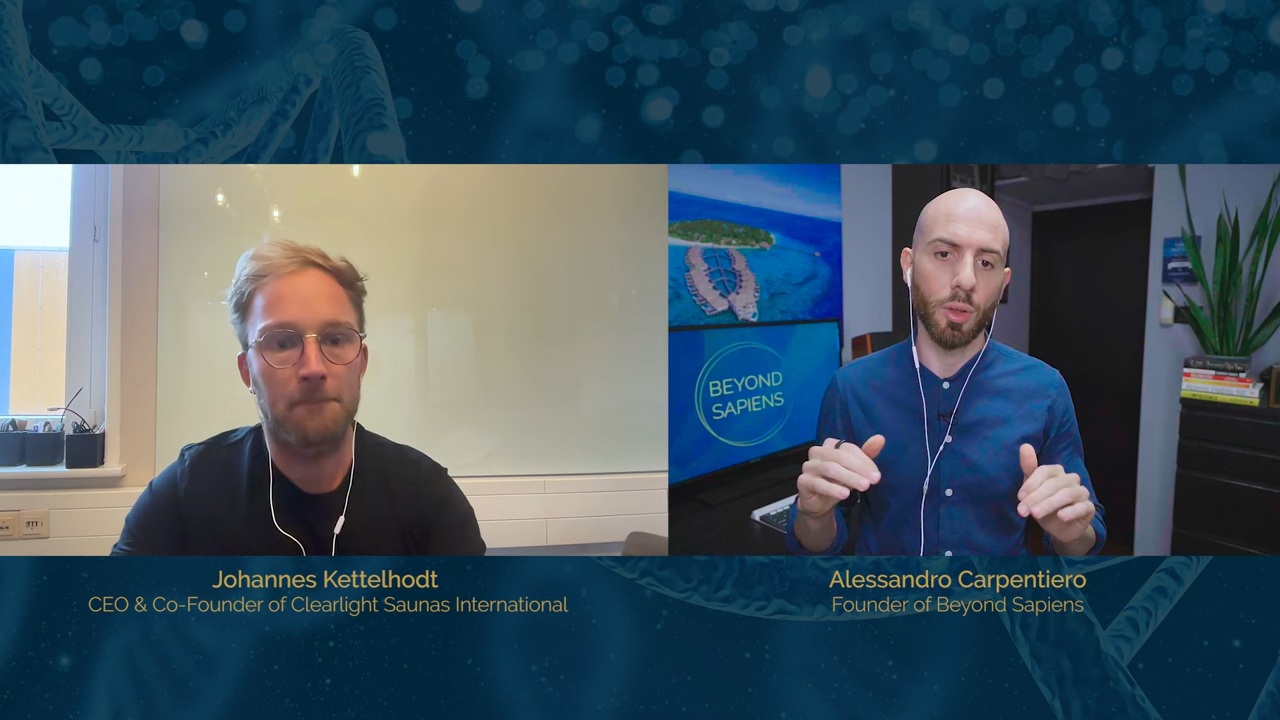 BEYOND
SAPIENS
Johannes Kettelhodt
CEO & Co-Founder of Clearlight Saunas International
Alessandro Carpentiero
Founder of Beyond Sapiens